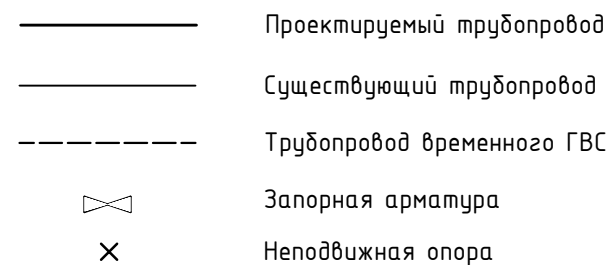 Проектируемый трубопровод
Существующий трубопровод
Трубопровод временного ГВС
Запорная арматура
Неподвижная опора